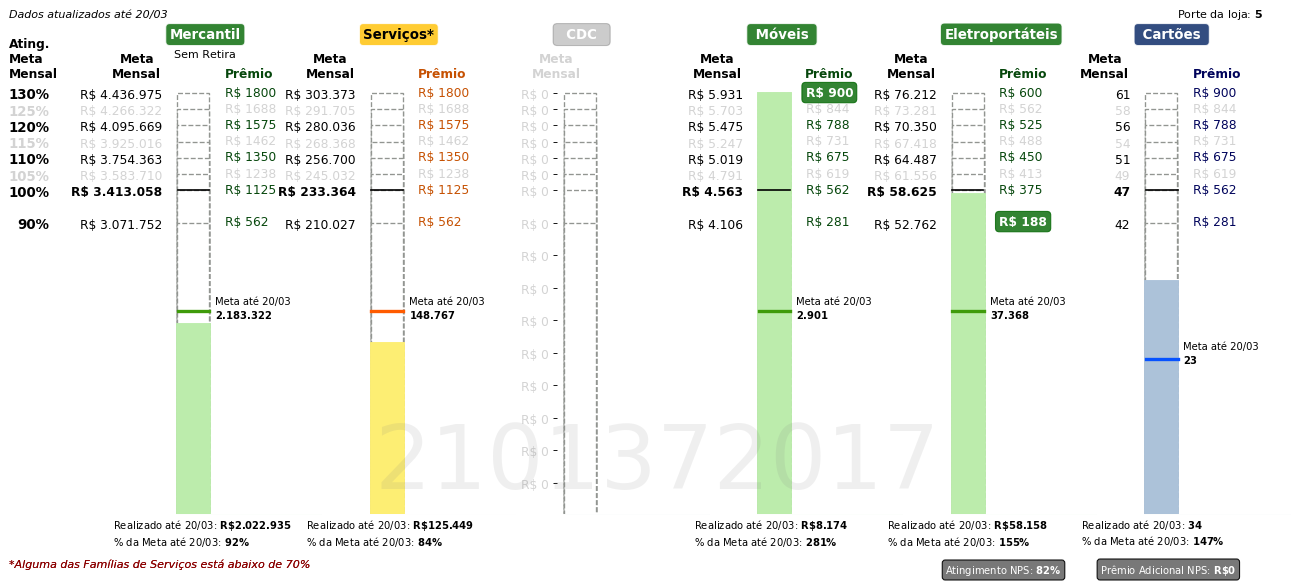 Dados atualizados até 20/03
Porte da loja: 5
Mercantil
Serviços*
CDC
Móveis
Eletroportáteis
Cartões
Ating. Meta Mensal
Sem Retira
Meta Mensal Prêmio
Meta Mensal Prêmio
Meta Mensal
Meta Mensal Prêmio
Meta Mensal Prêmio
Meta Mensal Prêmio
130% R$ 4.436.975 R$ 1800 R$ 303.373 R$ 1800 R$ 0 R$ 5.931 R$ 900 R$ 76.212 R$ 600 61 R$ 900
125% R$ 4.266.322 R$ 1688 R$ 291.705 R$ 1688 R$ 0 R$ 5.703 R$ 844 R$ 73.281 R$ 562 58 R$ 844
120% R$ 4.095.669 R$ 1575 R$ 280.036 R$ 1575 R$ 0 R$ 5.475 R$ 788 R$ 70.350 R$ 525 56 R$ 788
115% R$ 3.925.016 R$ 1462 R$ 268.368 R$ 1462 R$ 0 R$ 5.247 R$ 731 R$ 67.418 R$ 488 54 R$ 731
110% R$ 3.754.363 R$ 1350 R$ 256.700 R$ 1350 R$ 0 R$ 5.019 R$ 675 R$ 64.487 R$ 450 51 R$ 675
105% R$ 3.583.710 R$ 1238 R$ 245.032 R$ 1238 R$ 0 R$ 4.791 R$ 619 R$ 61.556 R$ 413 49 R$ 619
100% R$ 3.413.058 R$ 1125 R$ 233.364 R$ 1125 R$ 0 R$ 4.563 R$ 562 R$ 58.625 R$ 375 47 R$ 562
90% R$ 3.071.752 R$ 562 R$ 210.027 R$ 562 R$ 0 R$ 4.106 R$ 281 R$ 52.762 R$ 188 42 R$ 281
R$ 0
R$ 0
Meta até 20/03 Meta até 20/03 Meta até 20/03 Meta até 20/03
2.183.322 148.767 2.901 37.368
R$ 0
Meta até 20/03
R$ 0
23
R$ 0
R$ 0
R$ 0
R$ 0
2101372017
R$ 0
Realizado até 20/03: R$2.022.935 Realizado até 20/03: R$125.449 Realizado até 20/03: R$8.174 Realizado até 20/03: R$58.158 Realizado até 20/03: 34
% da Meta até 20/03: 92% % da Meta até 20/03: 84% % da Meta até 20/03: 281% % da Meta até 20/03: 155% % da Meta até 20/03: 147%
*Alguma das Famílias de Serviços está abaixo de 70%
Atingimento NPS: 82%
Prêmio Adicional NPS: R$0